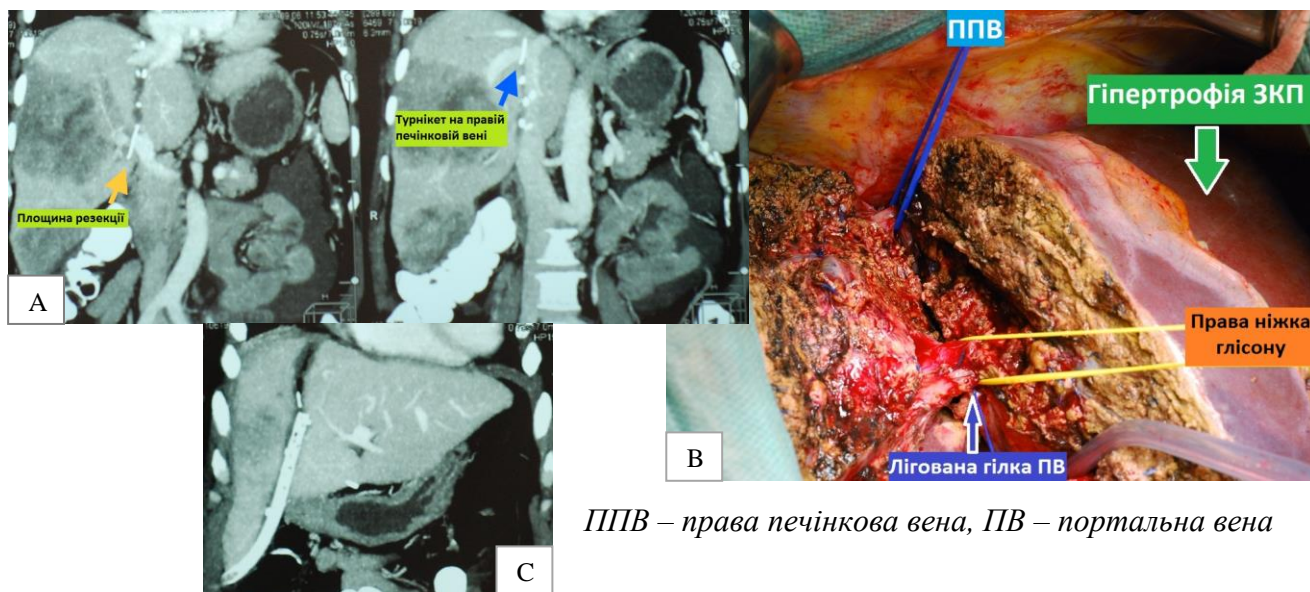 Площина резекції
Турнікет на правій
печінковій вені
R
A
ППВ
Гіпертрофія ЗКП
Права ніжка
глісону
Лігована гілка ПВ
B
C
ППВ – права печінкова вена, ПВ – портальна вена